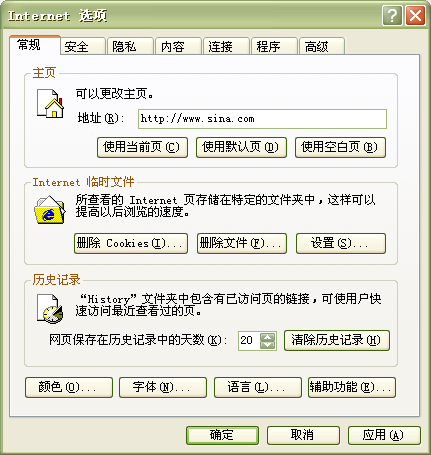 Internet 选项
常规 安全 隐私 内容 连接 程序 高级
主页
可以更改主页。
地址(R): http://www.sina.com
使用当前页(C) 使用默认页(D) 使用空白页(B)
Internet 临时文件
所查看的 Internet 页存储在特定的文件夹中，这样可以
提高以后浏览的速度。
删除 Cookies(I)... 删除文件(F)... 设置(S)...
历史记录
“History”文件夹中包含有已访问页的链接，可使用户快
速访问最近查看过的页。
网页保存在历史记录中的天数(K): 20 清除历史记录(H)
颜色(O)... 字体(N)... 语言(L)... 辅助功能(E)...
确定 取消 应用(A)